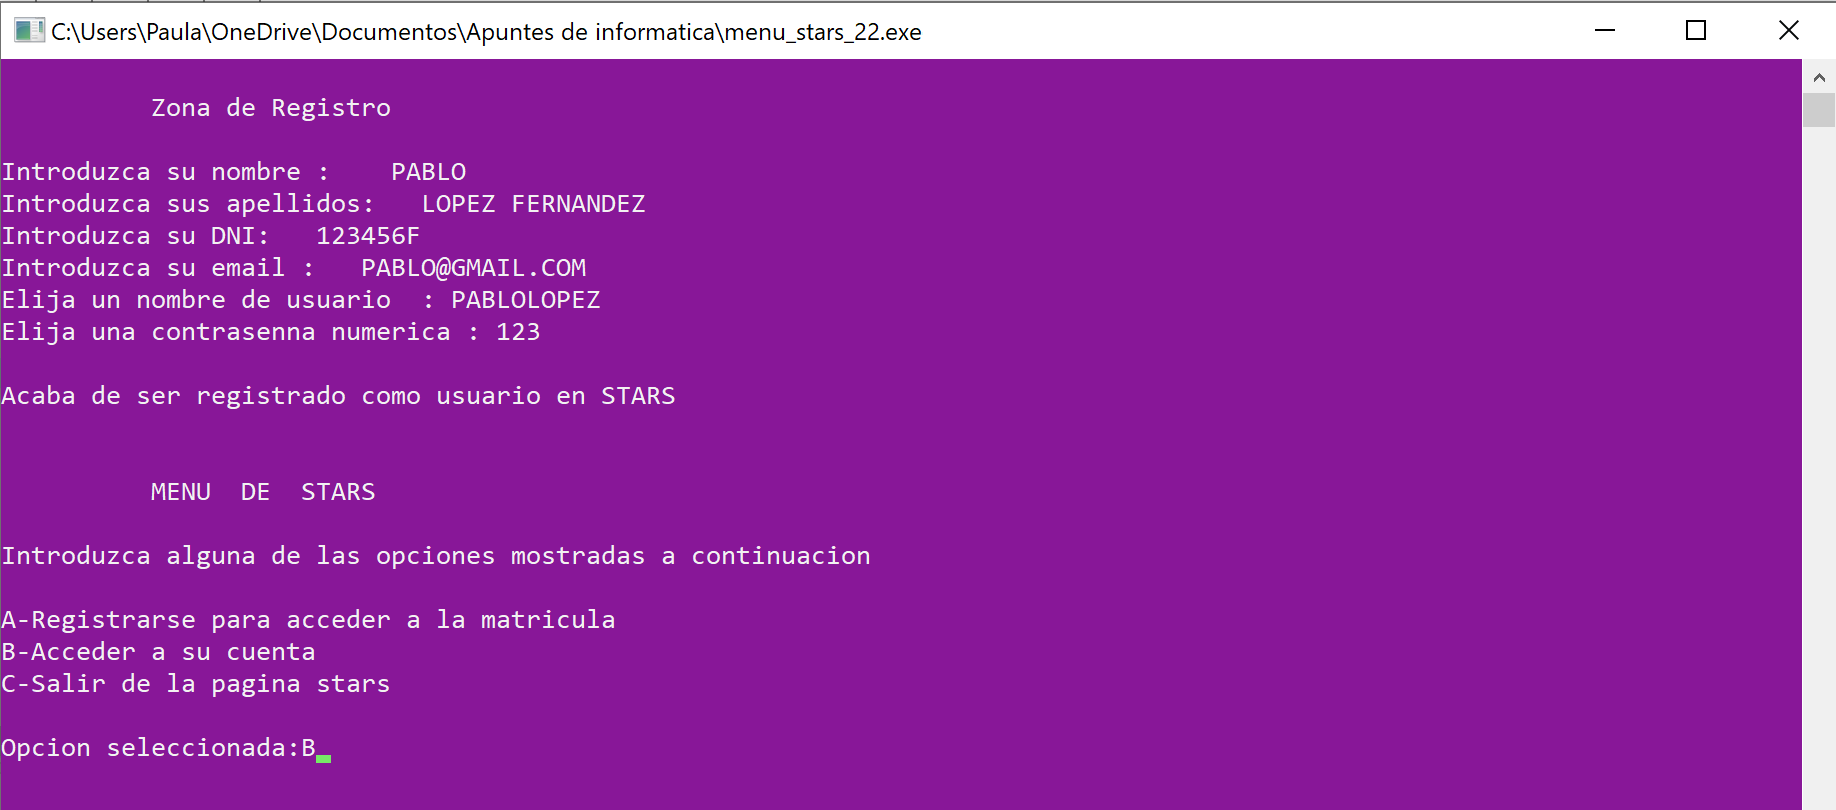 C:\Users\Paula\OneDrive\Documentos\Apuntes de informatica\menu_stars_22.exe
Zona de Registro
Introduzca su nombre :    PABLO
Introduzca sus apellidos:   LOPEZ FERNANDEZ
Introduzca su DNI:   123456F
Introduzca su email :   PABLO@GMAIL.COM
Elija un nombre de usuario  : PABLOLOPEZ
Elija una contrasenna numerica : 123
Acaba de ser registrado como usuario en STARS
MENU  DE  STARS
Introduzca alguna de las opciones mostradas a continuacion
A-Registrarse para acceder a la matricula
B-Acceder a su cuenta
C-Salir de la pagina stars
Opcion seleccionada:B